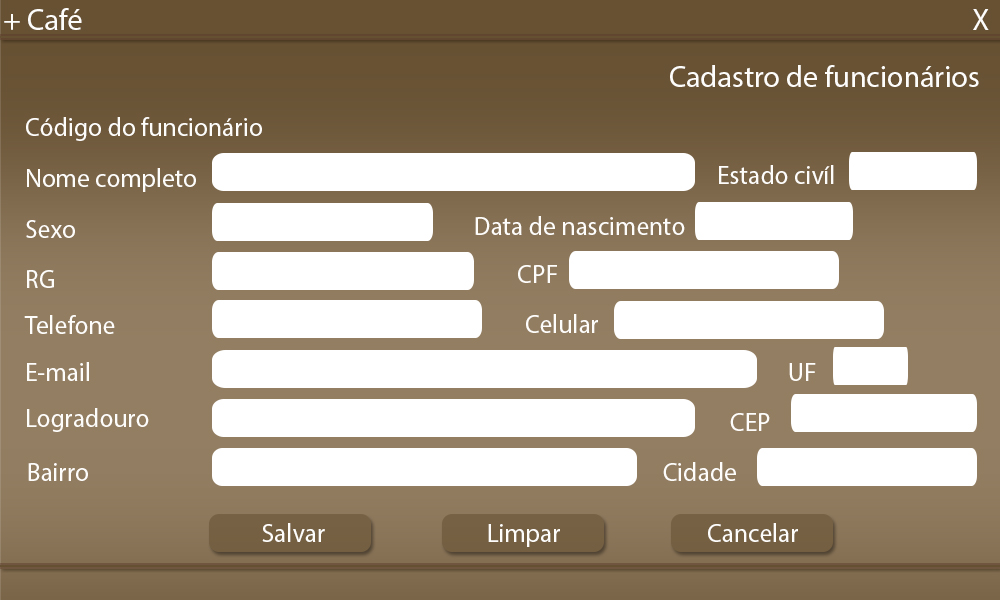 + Café X
Cadastro de funcionários
Código do funcionário
Nome completo Estado civíl
Sexo Data de nascimento
RG CPF
Telefone Celular
E-mail UF
Logradouro CEP
Bairro Cidade
Salvar Limpar Cancelar